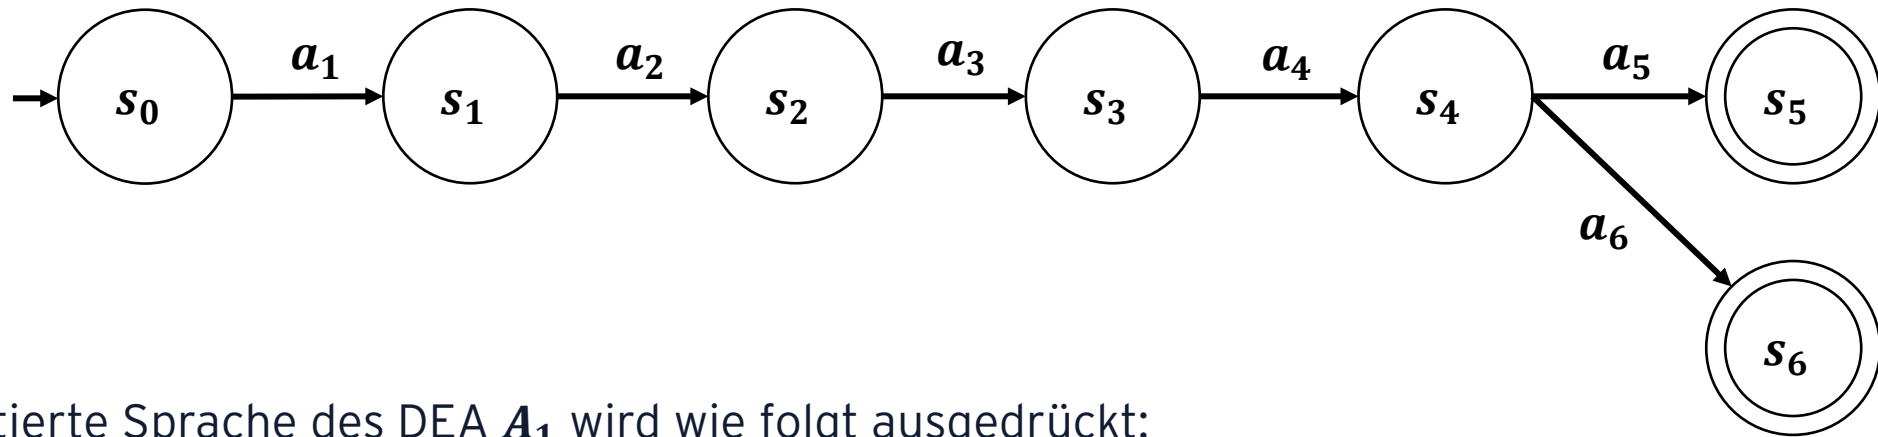 a₁ a₂ a₃ a₄ a₅
s₀ s₁ s₂ s₃ s₄ s₅
a₆
s₆
tierte Sprache des DEA A₁ wird wie folgt ausgedrückt: